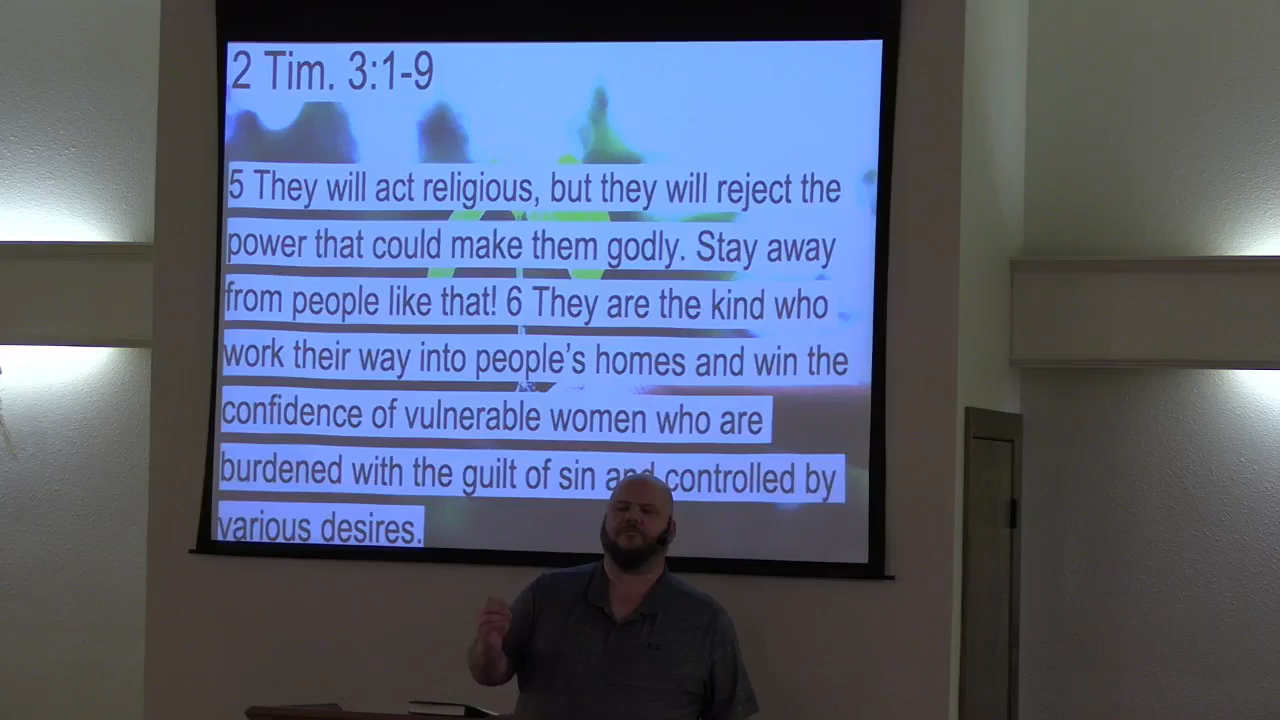 2 Tim. 3:1-9
5 They will act religious, but they will reject the
power that could make them godly. Stay away
from people like that! 6 They are the kind who
work their way into people’s homes and win the
confidence of vulnerable women who are
burdened with the guilt of sin and controlled by
various desires.